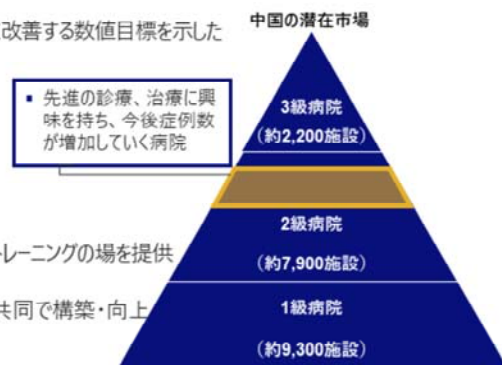 中国の潜在市場
改善する数値目標を示した
▪ 先進の診療、治療に興
味を持ち、今後症例数
が増加していく病院
3級病院
(約2,200施設)
2級病院
(約7,900施設)
レーニングの場を提供
共同で構築・向上
1級病院
(約9,300施設)